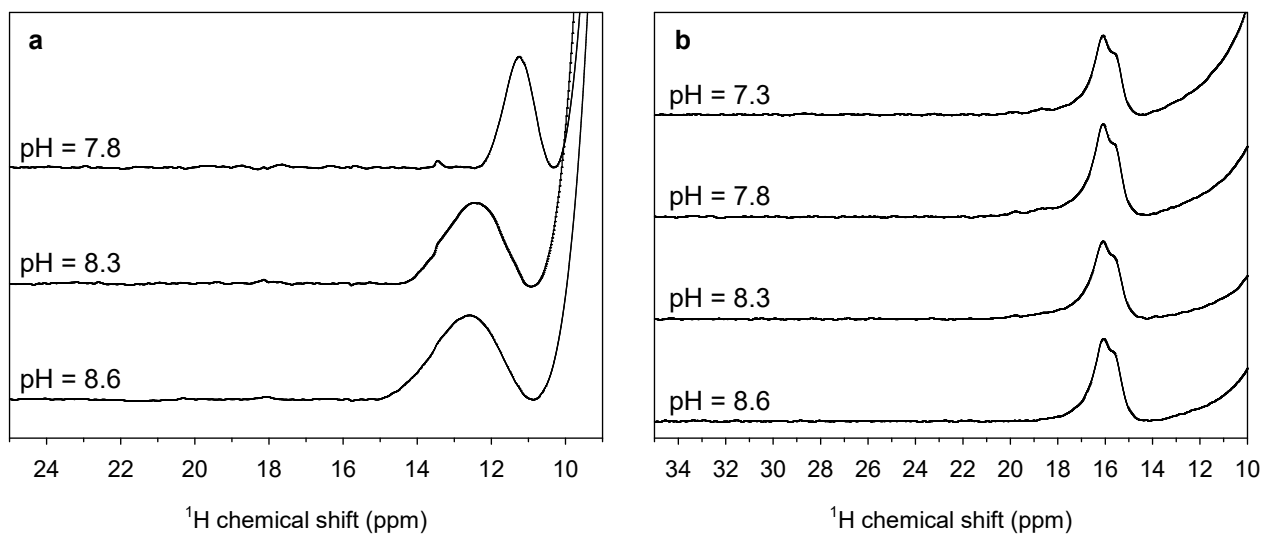 a
pH = 7.8
pH = 8.3
pH = 8.6
24 22 20 18 16 14 12 10
¹H chemical shift (ppm)
b
pH = 7.3
pH = 7.8
pH = 8.3
pH = 8.6
34 32 30 28 26 24 22 20 18 16 14 12 10
¹H chemical shift (ppm)